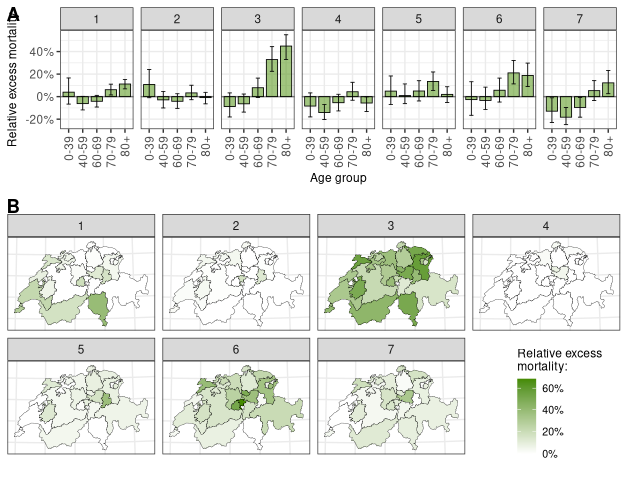 A
1 2 3 4 5 6 7
Relative excess mortality
40%
20%
0%
-20%
0-39 40-59 60-69 70-79 80+ 0-39 40-59 60-69 70-79 80+ 0-39 40-59 60-69 70-79 80+ 0-39 40-59 60-69 70-79 80+ 0-39 40-59 60-69 70-79 80+ 0-39 40-59 60-69 70-79 80+ 0-39 40-59 60-69 70-79 80+
Age group
B
1 2 3 4
5 6 7
Relative excess
mortality:
60%
40%
20%
0%